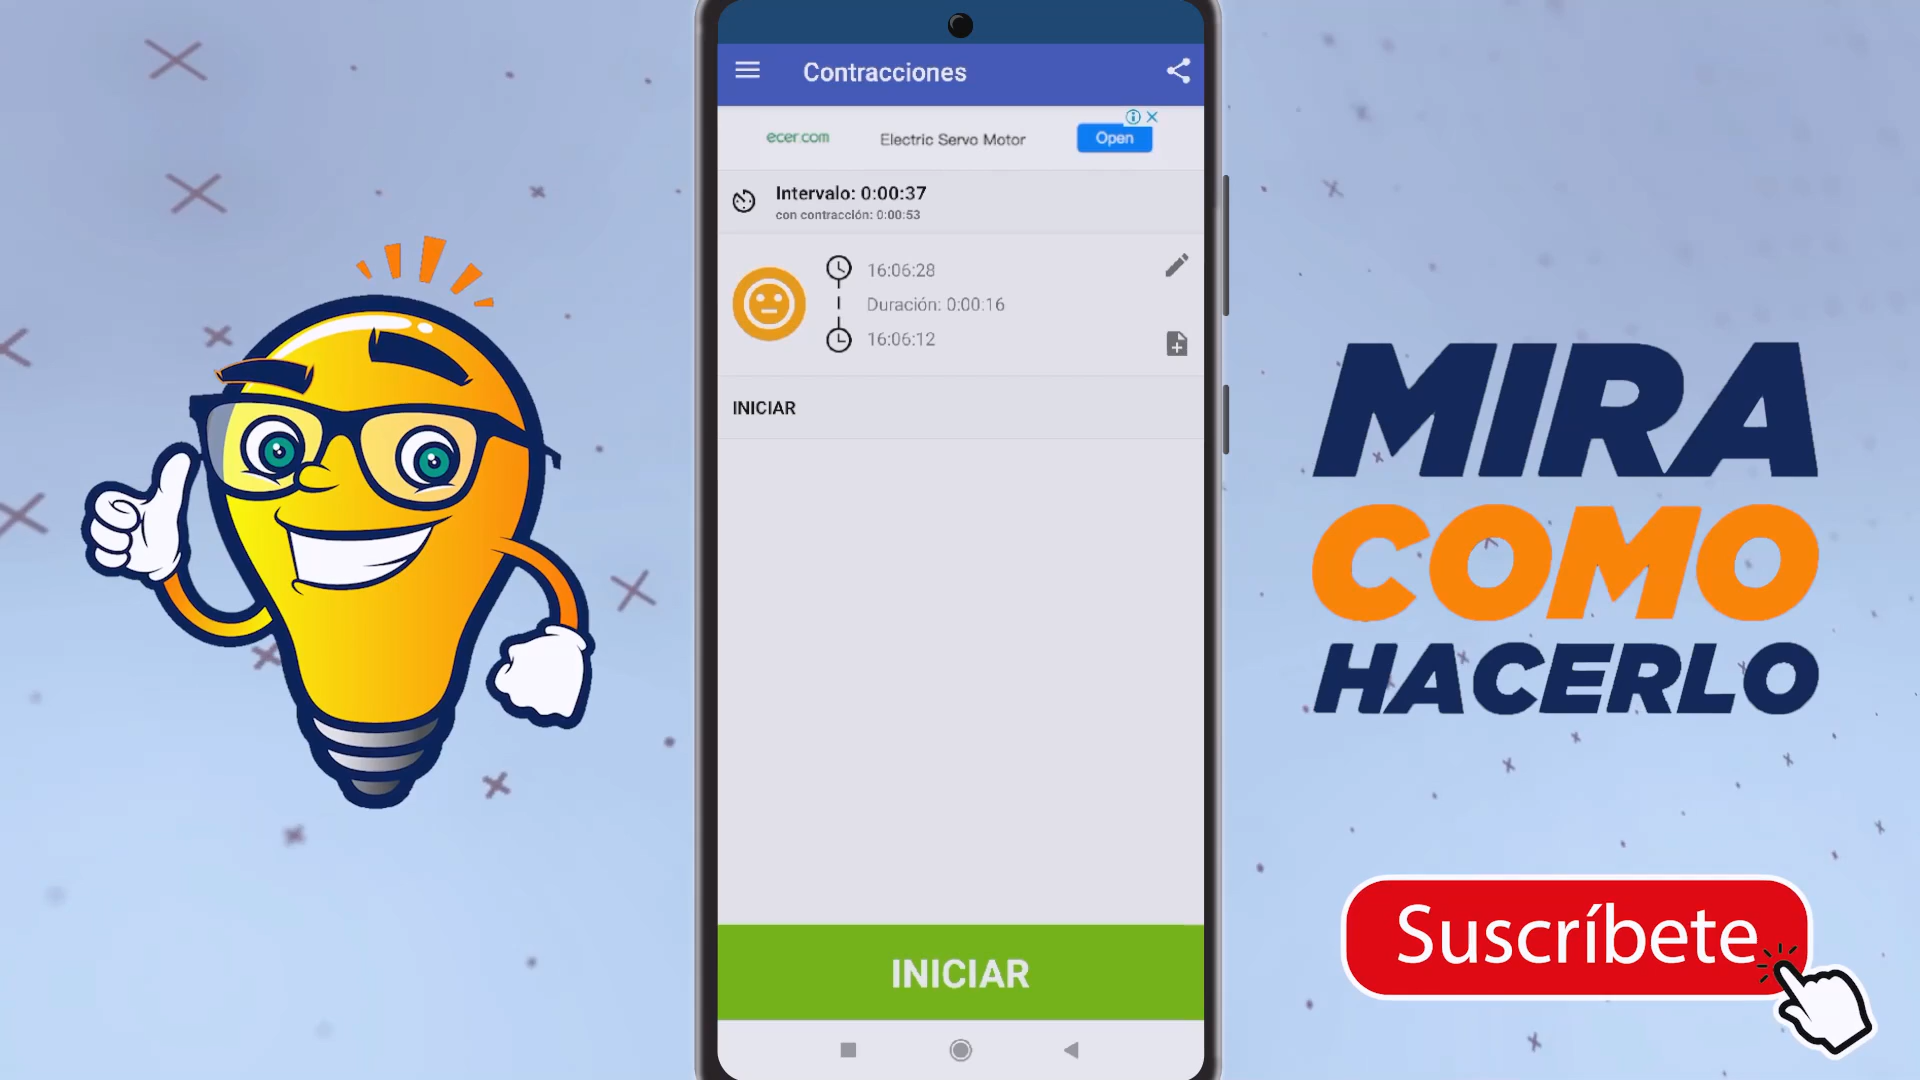 Contracciones
ecer.com
Electric Servo Motor
Open
Intervalo: 0:00:37
con contracción: 0:00:53
16:06:28
Duración: 0:00:16
16:06:12
INICIAR
INICIAR
MIRA
COMO
HACERLO
Suscríbete